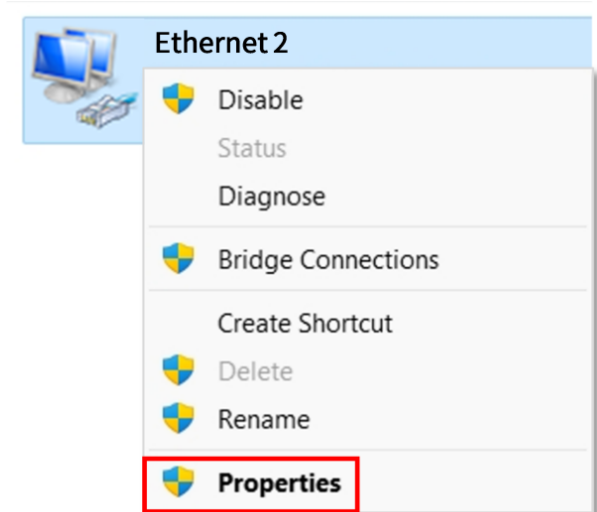 Ethernet 2
Disable
Status
Diagnose
Bridge Connections
Create Shortcut
Delete
Rename
Properties